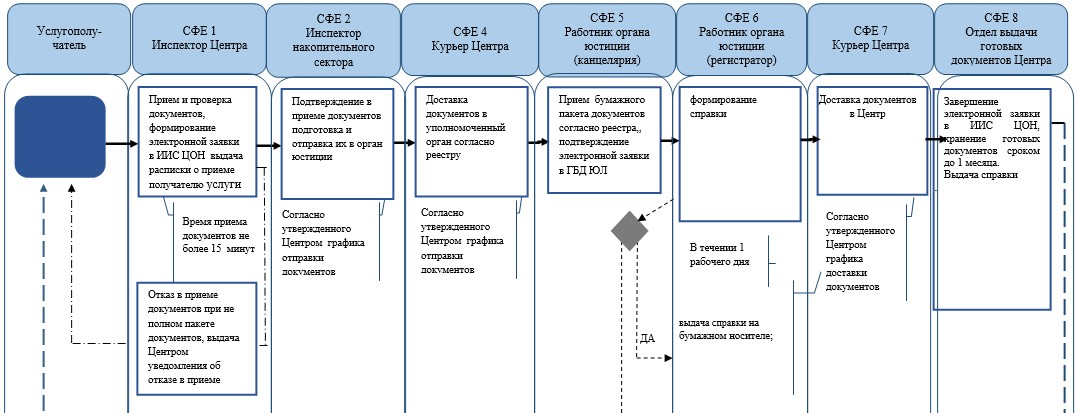 Услугополу-
чатель
СФЕ 1
Инспектор Центра
СФЕ 2
Инспектор
накопительного
сектора
СФЕ 4
Курьер Центра
СФЕ 5
Работник органа
юстиции
(канцелярия)
СФЕ 6
Работник органа
юстиции
(регистратор)
СФЕ 7
Курьер Центра
СФЕ 8
Отдел выдачи
готовых
документов Центра
Прием и проверка
документов,
формирование
электронной заявки
в ИИС ЦОН выдача
расписки о приеме
получателю услуги
Время приема
документов не
более 15 минут
Отказ в приеме
документов при не
полном пакете
документов, выдача
Центром
уведомления об
отказе в приеме
Подтверждение в
приеме документов
подготовка и
отправка их в орган
юстиции
Согласно
утвержденного
Центром графика
отправки
документов
Доставка
документов в
уполномоченный
орган согласно
реестру
Согласно
утвержденного
Центром графика
отправки
документов
Прием бумажного
пакета документов
согласно реестра,,
подтверждение
электронной заявки
в ГБД ЮЛ
ДА
формирование
справки
В течении 1
рабочего дня
выдача справки на
бумажном носителе;
Доставка документов
в Центр
Согласно
утвержденного
Центром
графика
доставки
документов
Завершение
электронной заявки
в ИИС ЦОН,
хранение готовых
документов сроком
до 1 месяца.
Выдача справки